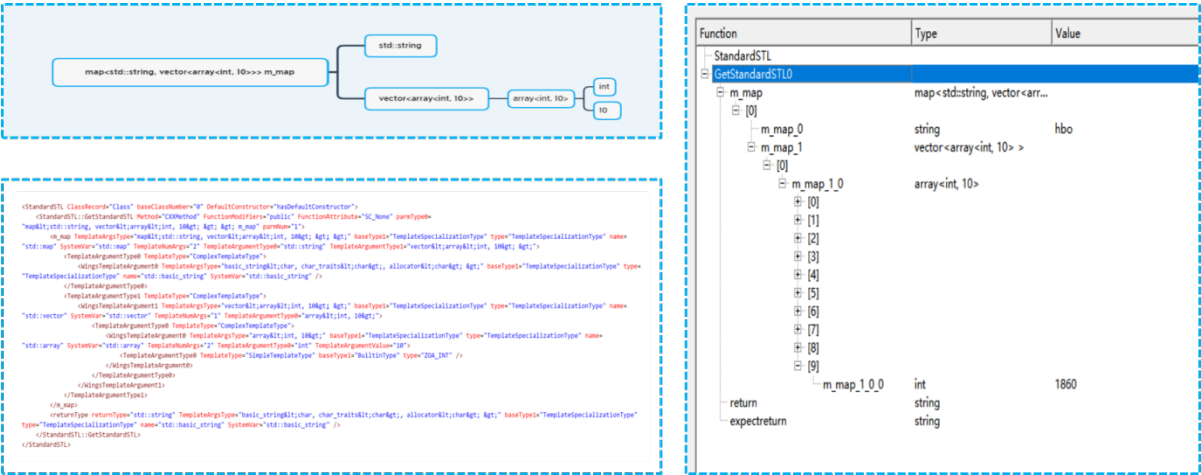 std::string
map<std::string, vector<array<int, 10>>> m_map
vector<array<int, 10>>
array<int, 10>
int
10
<StandardSTL ClassRecord="Class" baseClassNumber="0" DefaultConstructor="hasDefaultConstructor">
<StandardSTL::GetStandardSTL Method="CXXMethod" FunctionModifiers="public" FunctionAttribute="SC_None" parmType0=
"map&lt;std::string, vector&lt;array&lt;int, 10&gt; &gt; &gt; m_map" parmNum="1">
<m_map TemplateArgsType="map&lt;std::string, vector&lt;array&lt;int, 10&gt; &gt; &gt;" baseType1="TemplateSpecializationType" type="TemplateSpecializationType" name=
"std::map" SystemVar="std::map" TemplateNumArgs="2" TemplateArgumentType0="std::string" TemplateArgumentType1="vector&lt;array&lt;int, 10&gt; &gt;">
<TemplateArgumentType0 TemplateType="ComplexTemplateType">
<WingsTemplateArgument0 TemplateArgsType="basic_string&lt;char, char_traits&lt;char&gt;, allocator&lt;char&gt; &gt;" baseType1="TemplateSpecializationType" type=
"TemplateSpecializationType" name="std::basic_string" SystemVar="std::basic_string" />
</TemplateArgumentType0>
<TemplateArgumentType1 TemplateType="ComplexTemplateType">
<WingsTemplateArgument1 TemplateArgsType="vector&lt;array&lt;int, 10&gt; &gt;" baseType1="TemplateSpecializationType" type="TemplateSpecializationType" name=
"std::vector" SystemVar="std::vector" TemplateNumArgs="1" TemplateArgumentType0="array&lt;int, 10&gt;">
<TemplateArgumentType0 TemplateType="ComplexTemplateType">
<WingsTemplateArgument0 TemplateArgsType="array&lt;int, 10&gt;" baseType1="TemplateSpecializationType" type="TemplateSpecializationType" name=
"std::array" SystemVar="std::array" TemplateNumArgs="2" TemplateArgumentType0="int" TemplateArgumentValue="10">
<TemplateArgumentType0 TemplateType="SimpleTemplateType" baseType1="BuiltinType" type="ZOA_INT" />
</WingsTemplateArgument0>
</TemplateArgumentType0>
</WingsTemplateArgument1>
</TemplateArgumentType1>
</m_map>
<returnType returnType="std::string" TemplateArgsType="basic_string&lt;char, char_traits&lt;char&gt;, allocator&lt;char&gt; &gt;" baseType1="TemplateSpecializationType"
type="TemplateSpecializationType" name="std::basic_string" SystemVar="std::basic_string" />
</StandardSTL::GetStandardSTL>
</StandardSTL>
Function Type Value
StandardSTL
GetStandardSTL0
m_map map<std::string, vector<arr...
[0]
m_map_0 string hbo
m_map_1 vector<array<int, 10> >
[0]
m_map_1_0 array<int, 10>
[0]
[1]
[2]
[3]
[4]
[5]
[6]
[7]
[8]
[9]
m_map_1_0_0 int 1860
return string
expectreturn string